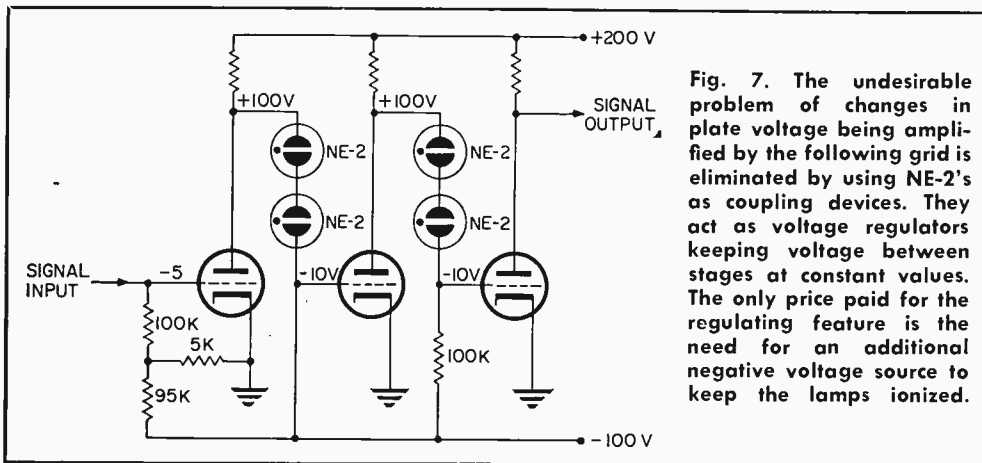 +200 V
+100V
+100V
SIGNAL
OUTPUT
NE-2
NE-2
NE-2
NE-2
SIGNAL
INPUT
-5
-10V
-10V
100K
5K
100K
95K
-100 V
Fig. 7. The undesirable
problem of changes in
plate voltage being ampli-
fied by the following grid is
eliminated by using NE-2's
as coupling devices. They
act as voltage regulators
keeping voltage between
stages at constant values.
The only price paid for the
regulating feature is the
need for an additional
negative voltage source to
keep the lamps ionized.